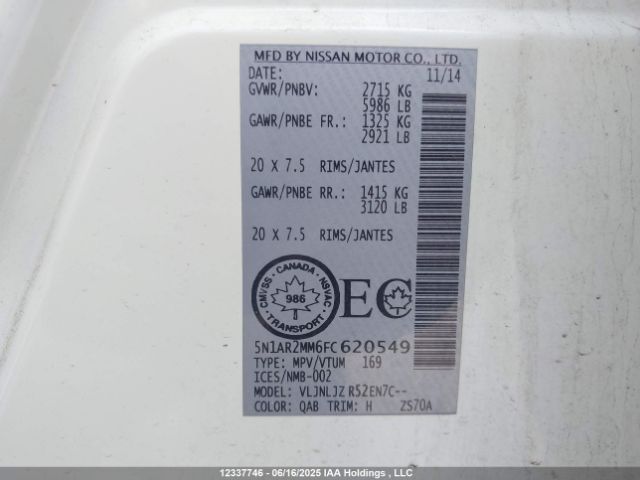 MFD BY NISSAN MOTOR CO., LTD.
DATE: 11/14
GVWR/PNBV: 2715 KG
5986 LB
GAWR/PNBE FR.: 1325 KG
2921 LB
20 X 7.5 RIMS/JANTES
GAWR/PNBE RR.: 1415 KG
3120 LB
20 X 7.5 RIMS/JANTES
CMVSS - CANADA - NSVAC
986
TRANSPORT
EC
5N1AR2MM6FC620549
TYPE: MPV/VTUM 169
ICES/NMB-002
MODEL: VLJNLJZ R52EN7C--
COLOR: QAB TRIM: H ZS70A
12337746 - 06/16/2025 IAA Holdings , LLC